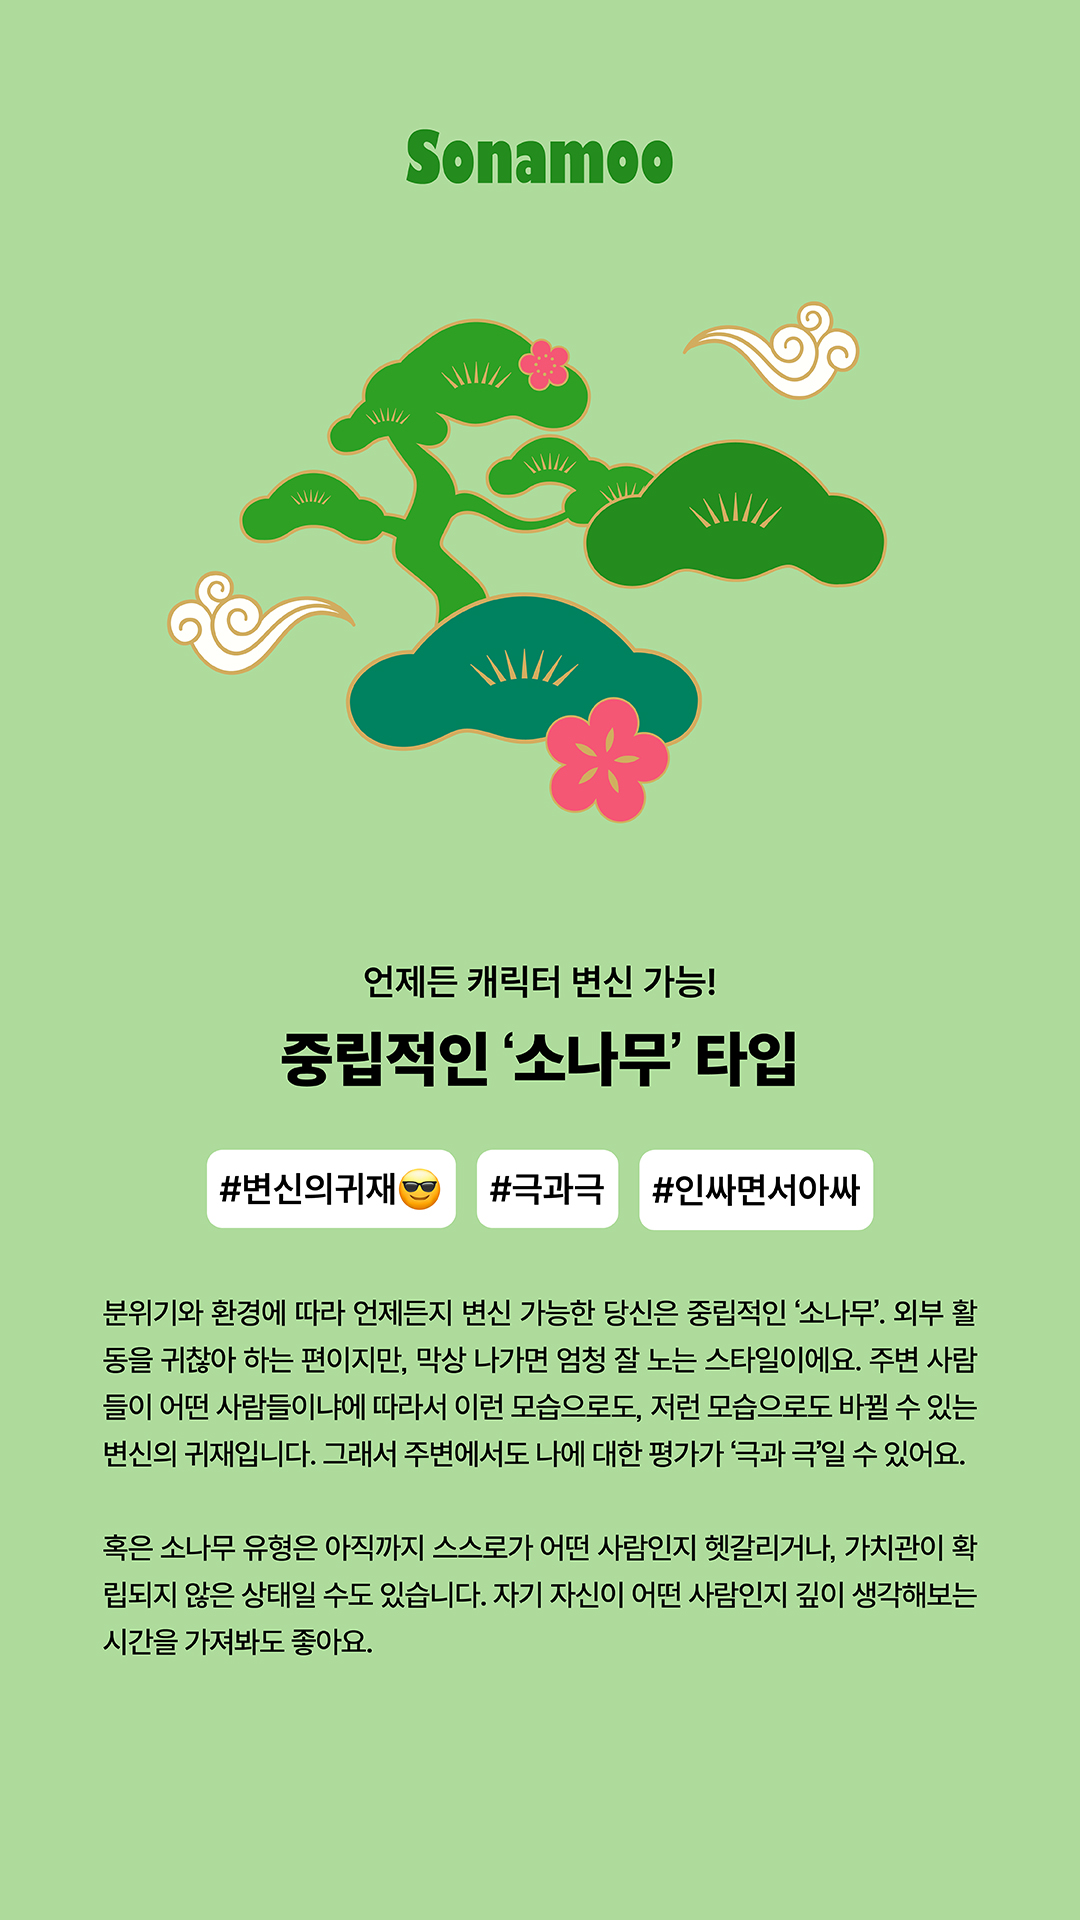 Sonamoo
언제든 캐릭터 변신 가능!
중립적인 ‘소나무’ 타입
#변신의귀재😎 #극과극 #인싸면서아싸
분위기와 환경에 따라 언제든지 변신 가능한 당신은 중립적인 ‘소나무’. 외부 활
동을 귀찮아 하는 편이지만, 막상 나가면 엄청 잘 노는 스타일이에요. 주변 사람
들이 어떤 사람들이냐에 따라서 이런 모습으로도, 저런 모습으로도 바뀔 수 있는
변신의 귀재입니다. 그래서 주변에서도 나에 대한 평가가 ‘극과 극’일 수 있어요.
혹은 소나무 유형은 아직까지 스스로가 어떤 사람인지 헷갈리거나, 가치관이 확
립되지 않은 상태일 수도 있습니다. 자기 자신이 어떤 사람인지 깊이 생각해보는
시간을 가져봐도 좋아요.